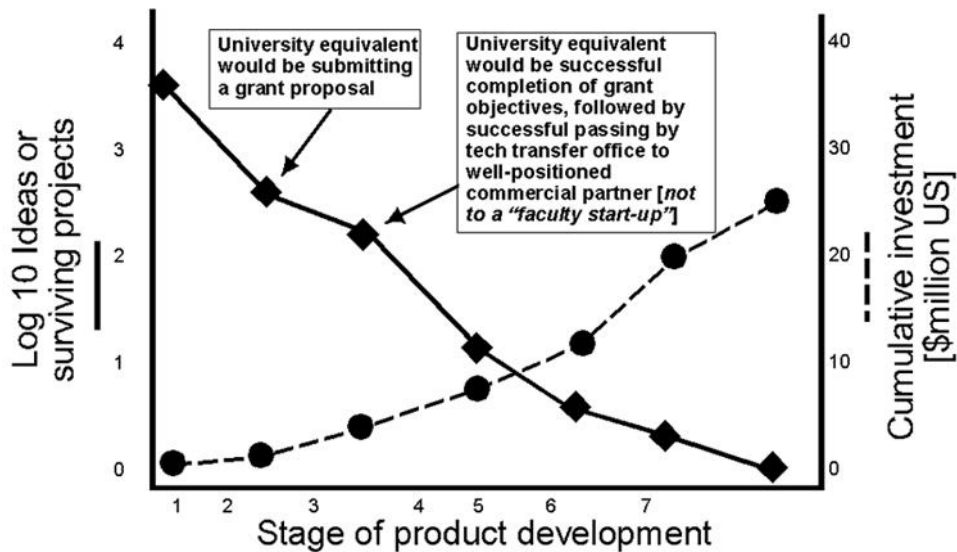 4
3
2
1
0
Log 10 Ideas or
surviving projects
University equivalent
would be submitting
a grant proposal
University equivalent
would be successful
completion of grant
objectives, followed by
successful passing by
tech transfer office to
well-positioned
commercial partner [not
to a “faculty start-up”]
40
30
20
10
0
Cumulative investment
[$million US]
1 2 3 4 5 6 7
Stage of product development